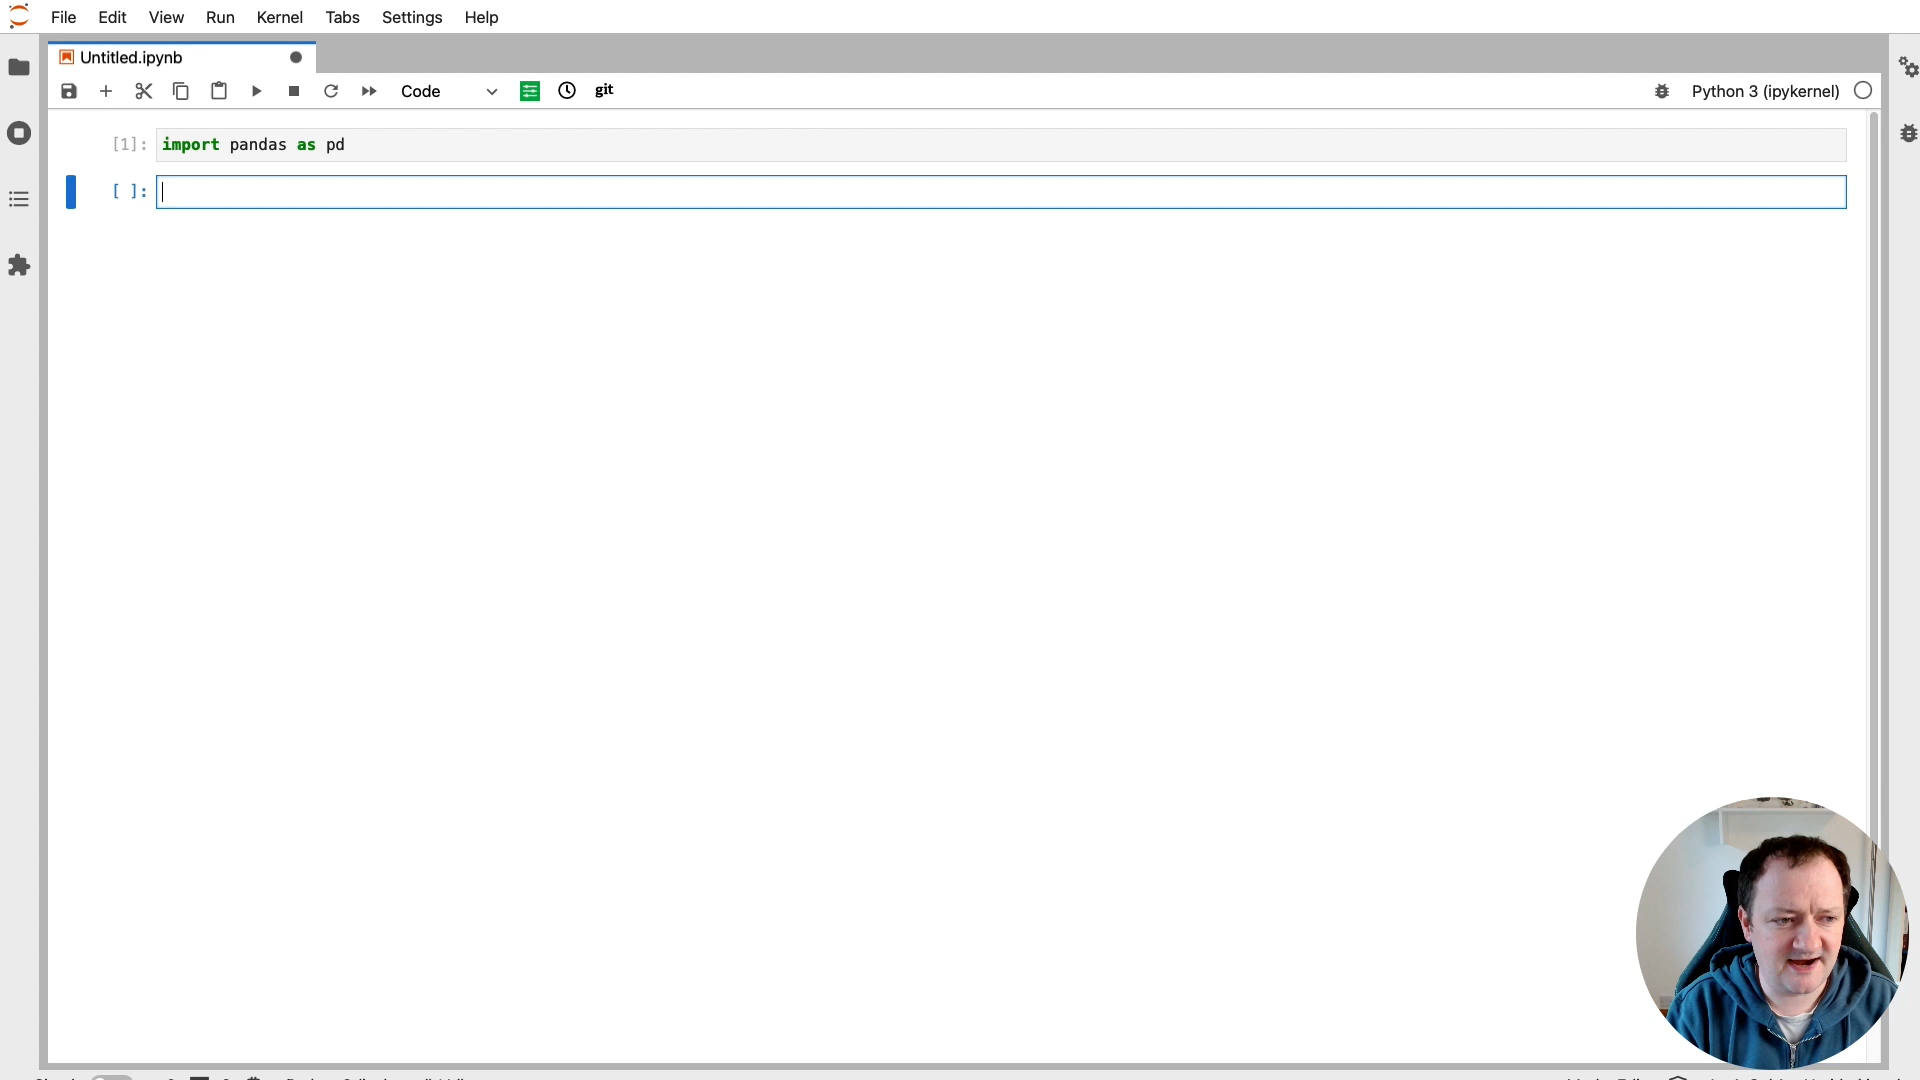 File Edit View Run Kernel Tabs Settings Help
Untitled.ipynb
Code git Python 3 (ipykernel)
[1]: import pandas as pd
[ ]: